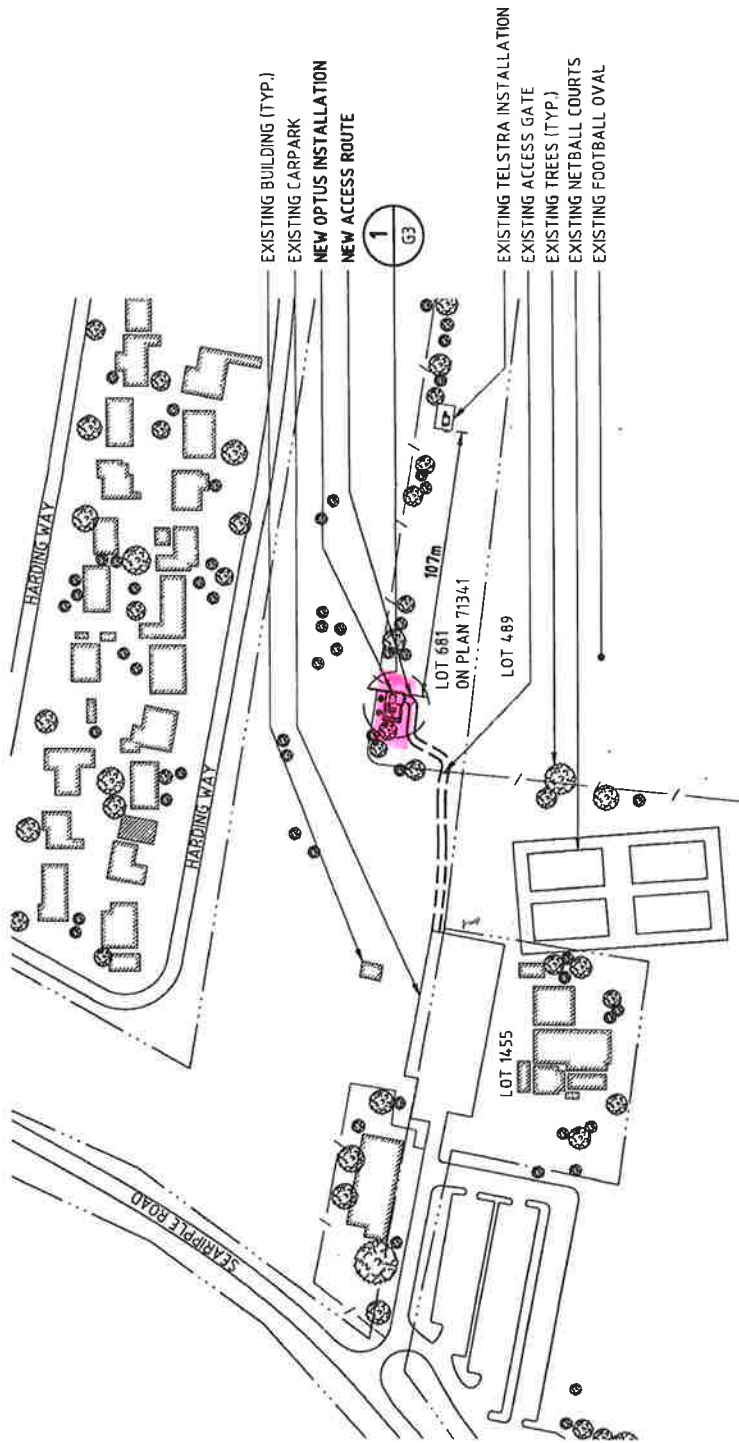 EXISTING BUILDING (TYP.)
EXISTING CARPARK
NEW OPTUS INSTALLATION
NEW ACCESS ROUTE
1
G3
EXISTING TELSTRA INSTALLATION
EXISTING ACCESS GATE
EXISTING TREES (TYP.)
EXISTING NETBALL COURTS
EXISTING FOOTBALL OVAL
HARDING WAY
HARDING WAY
107m
LOT 681
ON PLAN 71341
LOT 489
LOT 1455
SEARIPPLE ROAD